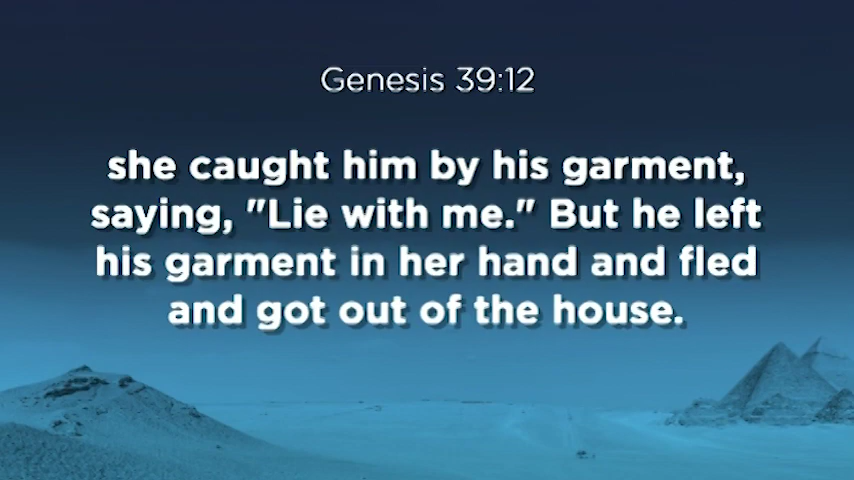 Genesis 39:12
she caught him by his garment,
saying, "Lie with me." But he left
his garment in her hand and fled
and got out of the house.